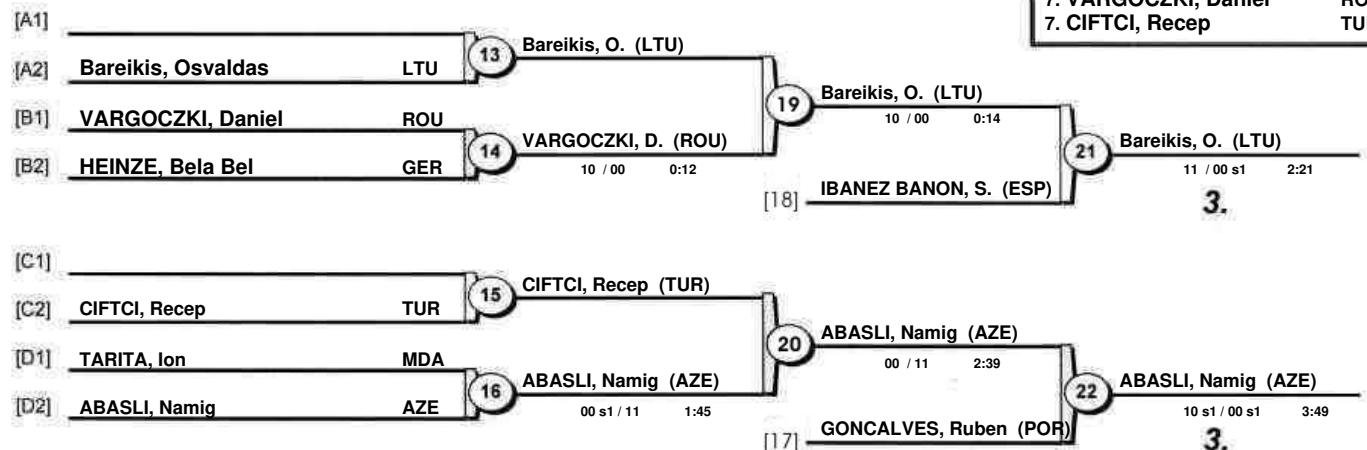 7. VARGOCZKI, Daniel
7. CIFTCI, Recep
[A1]
[A2] Bareikis, Osvaldas LTU
13 Bareikis, O. (LTU)
[B1] VARGOCZKI, Daniel ROU
[B2] HEINZE, Bela Bel GER
14 VARGOCZKI, D. (ROU)
10 / 00 0:12
19 Bareikis, O. (LTU)
10 / 00 0:14
[18] IBANEZ BANON, S. (ESP)
21 Bareikis, O. (LTU)
11 / 00 s1 2:21
3.
[C1]
[C2] CIFTCI, Recep TUR
15 CIFTCI, Recep (TUR)
[D1] TARITA, Ion MDA
[D2] ABASLI, Namig AZE
16 ABASLI, Namig (AZE)
00 s1 / 11 1:45
20 ABASLI, Namig (AZE)
00 / 11 2:39
[17] GONCALVES, Ruben (POR)
22 ABASLI, Namig (AZE)
10 s1 / 00 s1 3:49
3.